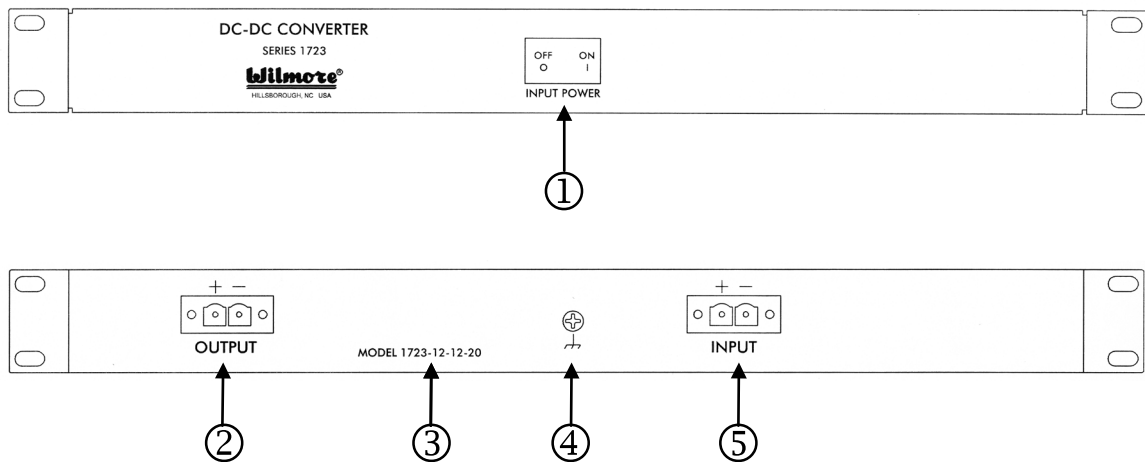 DC-DC CONVERTER
SERIES 1723
Wilmore®
HILLSBOROUGH, NC USA
OFF ON
O I
INPUT POWER
①
+ −
OUTPUT
MODEL 1723-12-12-20
+ −
INPUT
② ③ ④ ⑤